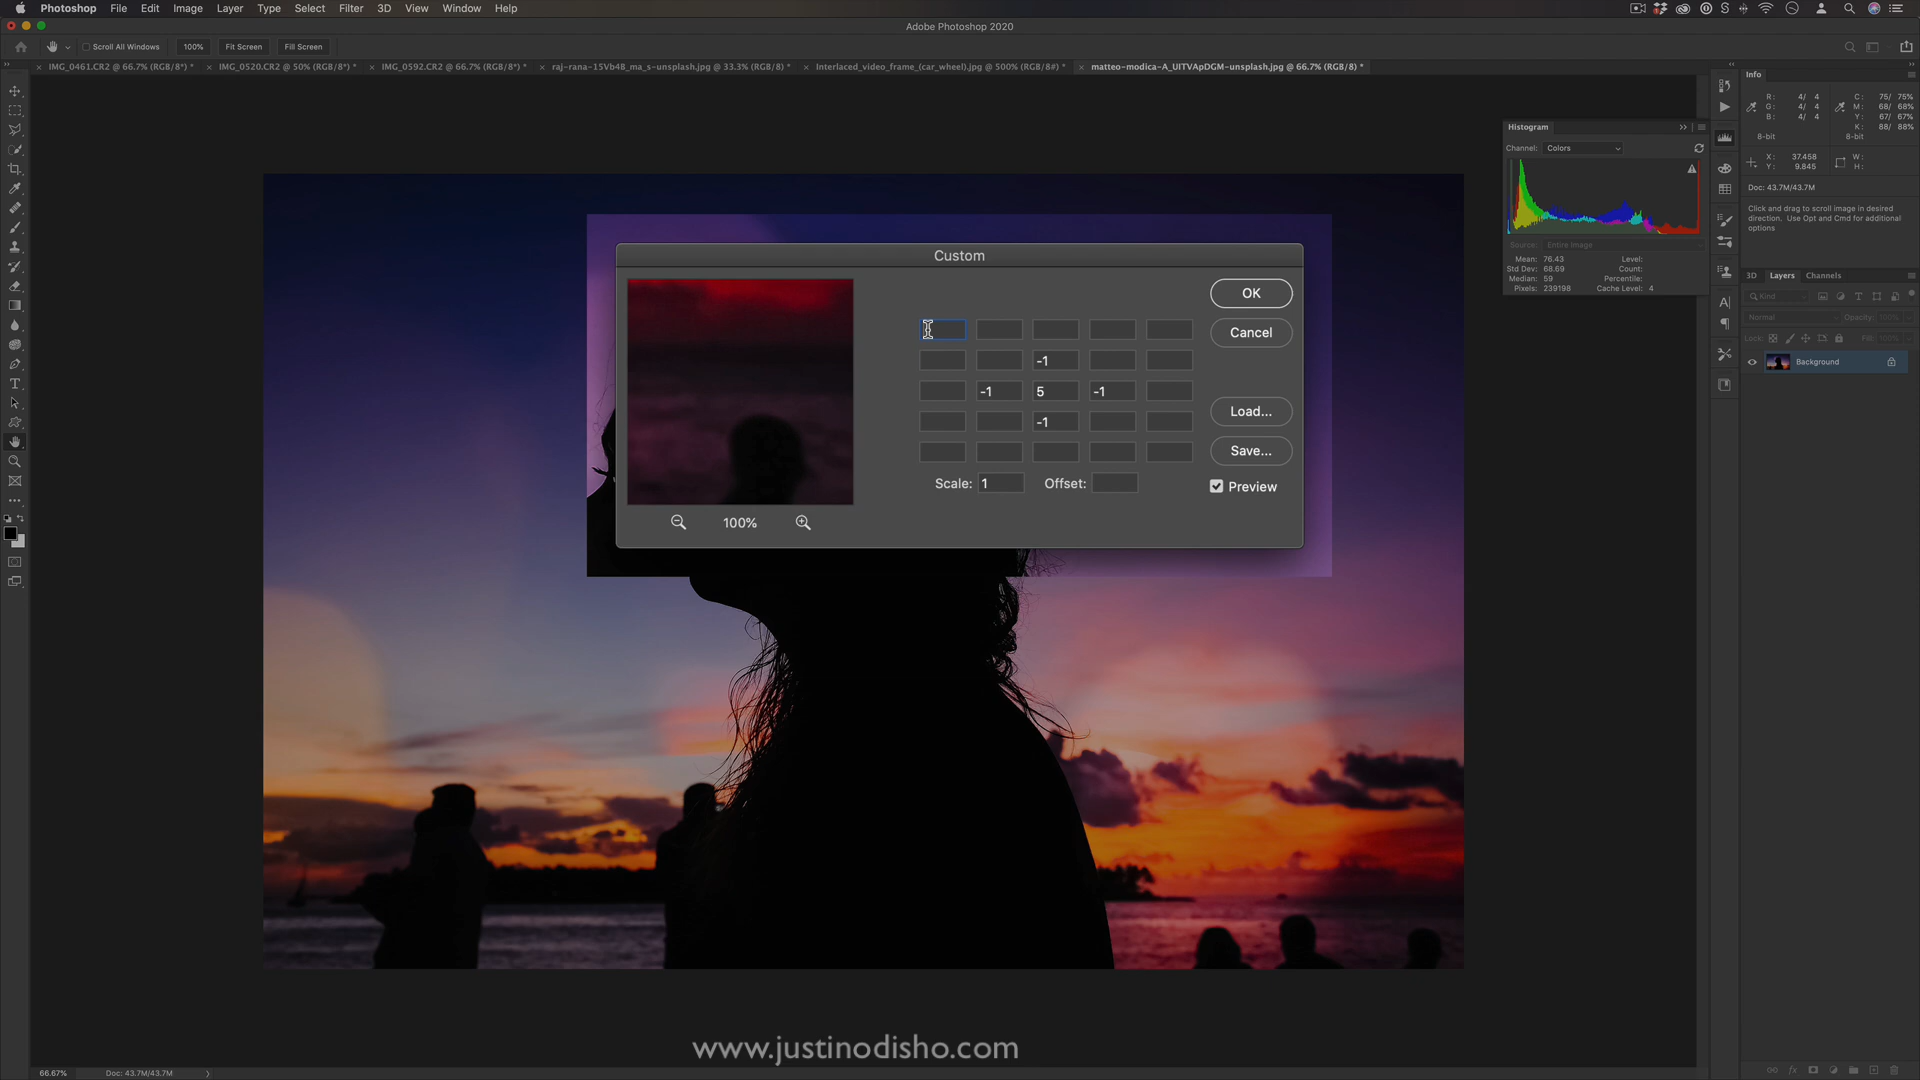 Photoshop File Edit Image Layer Type Select Filter 3D View Window Help
Adobe Photoshop 2020
Scroll All Windows 100% Fit Screen Fill Screen
IMG_0461.CR2 @ 66.7% (RGB/8*) * IMG_0520.CR2 @ 50% (RGB/8*) * IMG_0592.CR2 @ 66.7% (RGB/8*) * raj-rana-15Vb4B_ma_s-unsplash.jpg @ 33.3% (RGB/8) * Interlaced_video_frame_(car_wheel).jpg @ 500% (RGB/8#) * matteo-modica-A_UITVApDGM-unsplash.jpg @ 66.7% (RGB/8) *
Info
R: 4/ 4 C: 75/ 75%
G: 4/ 4 M: 68/ 68%
B: 4/ 4 Y: 67/ 67%
K: 88/ 88%
8-bit 8-bit
X: 37.458 W:
Y: 9.845 H:
Doc: 43.7M/43.7M
Click and drag to scroll image in desired
direction. Use Opt and Cmd for additional
options
Histogram
Channel: Colors
Source: Entire Image
Mean: 76.43 Level:
Std Dev: 68.69 Count:
Median: 59 Percentile:
Pixels: 239198 Cache Level: 4
3D Layers Channels
Kind
Normal Opacity: 100%
Lock: Fill: 100%
Background
Custom
OK
Cancel
-1
-1 5 -1
-1
Load...
Save...
Scale: 1 Offset:
Preview
100%
www.justinodisho.com
66.67% Doc: 43.7M/43.7M